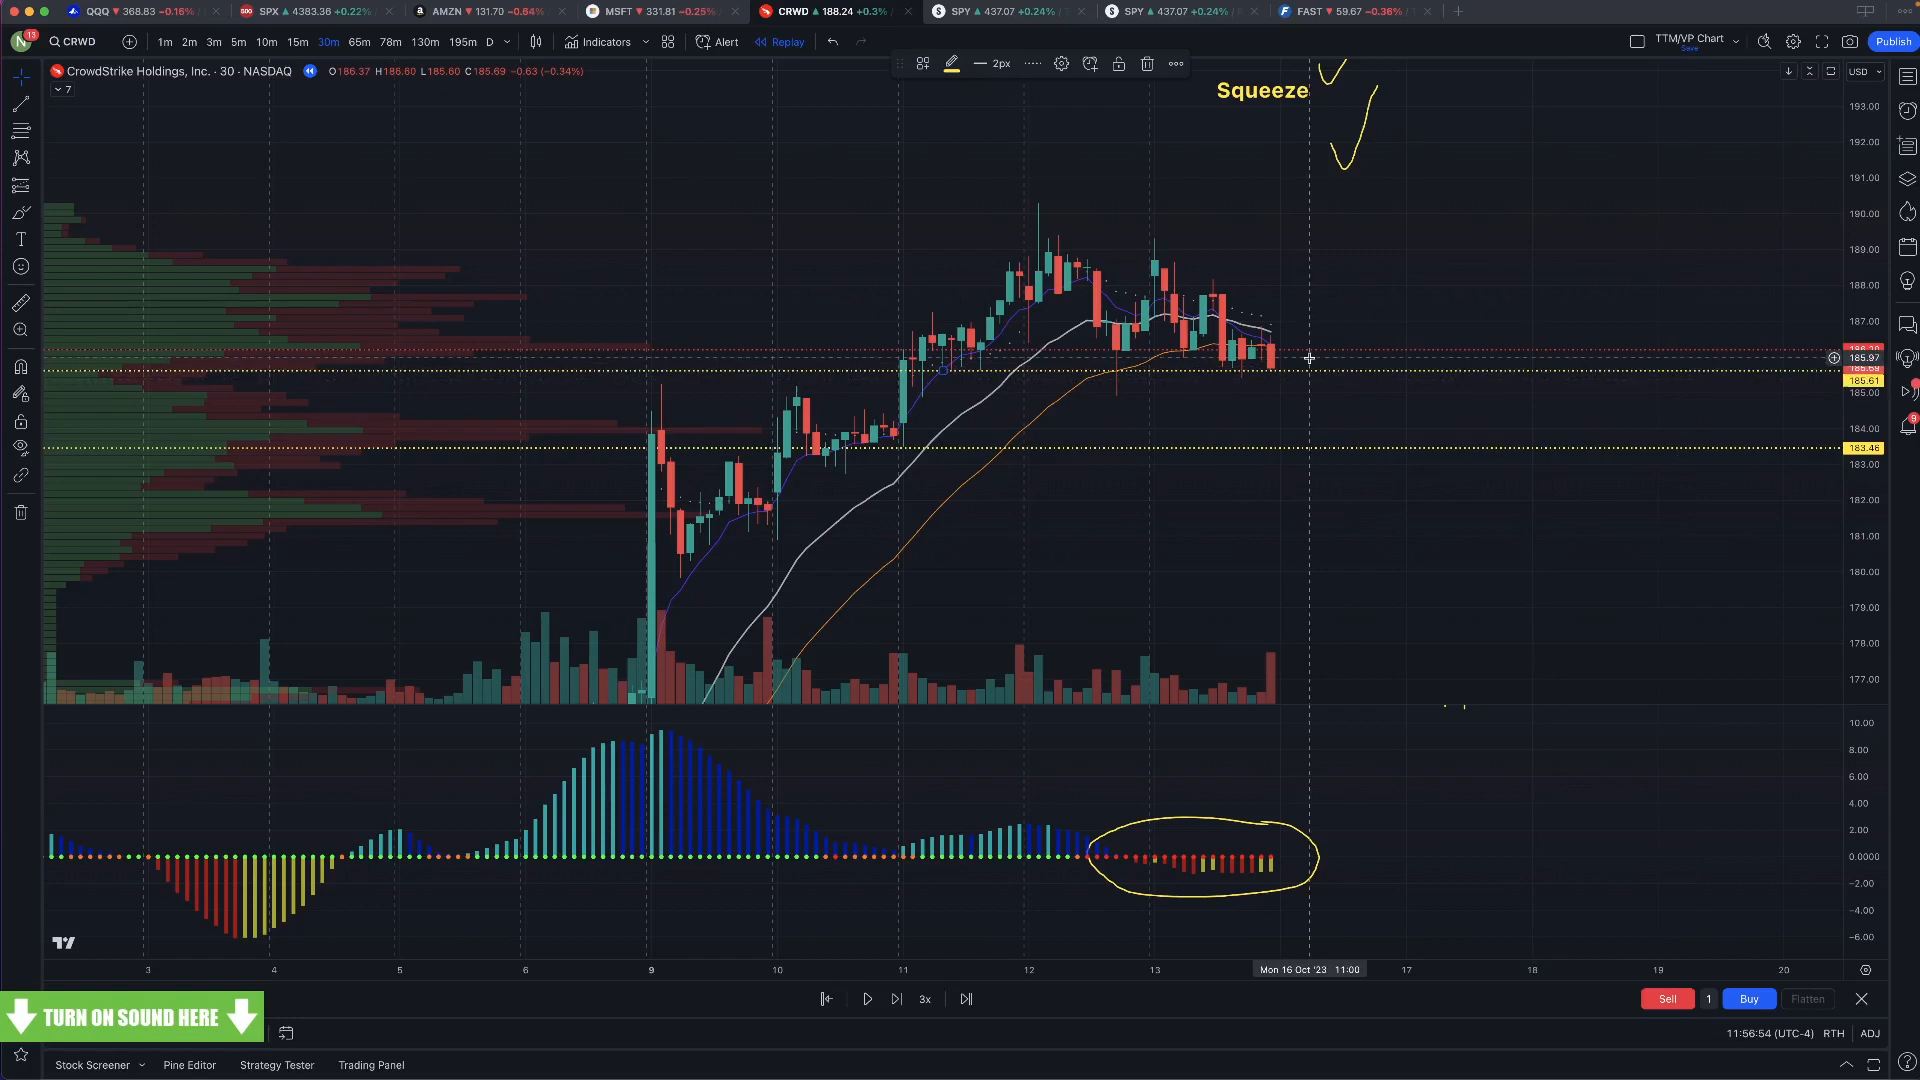 QQQ ▼ 368.83 −0.16%
SPX ▲ 4383.36 +0.22%
AMZN ▼ 131.70 −0.64%
MSFT ▼ 331.81 −0.25%
CRWD ▲ 188.24 +0.3%
SPY ▲ 437.07 +0.24%
SPY ▲ 437.07 +0.24%
FAST ▼ 59.67 −0.36%
N
13
CRWD
1m 2m 3m 5m 10m 15m 30m 65m 78m 130m 195m D
Indicators
Alert
Replay
TTM/VP Chart
Save
Publish
CrowdStrike Holdings, Inc. · 30 · NASDAQ
O186.37 H186.60 L185.60 C185.69 −0.63 (−0.34%)
2px
USD
7
Squeeze
193.00
192.00
191.00
190.00
189.00
188.00
187.00
185.97
185.61
185.00
184.00
183.46
183.00
182.00
181.00
180.00
179.00
178.00
177.00
9
10.00
8.00
6.00
4.00
2.00
0.0000
−2.00
−4.00
−6.00
3 4 5 6 9 10 11 12 13 Mon 16 Oct '23 11:00 17 18 19 20
3x
Sell 1 Buy Flatten
TURN ON SOUND HERE
11:56:54 (UTC-4) RTH ADJ
Stock Screener Pine Editor Strategy Tester Trading Panel